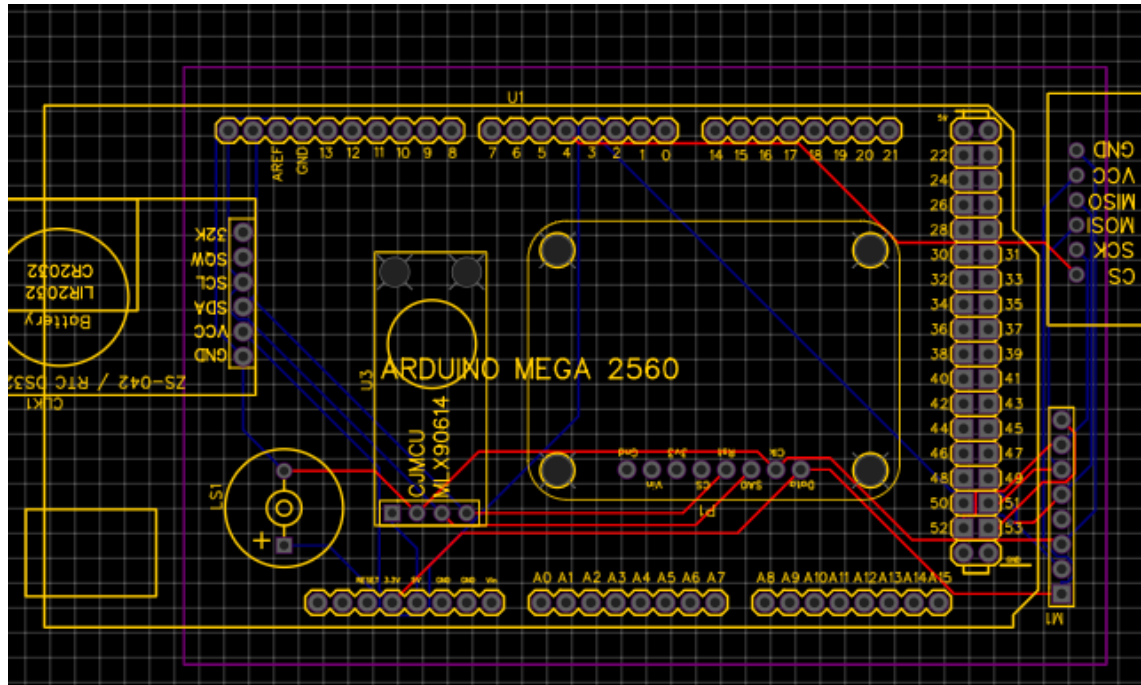 U1
AREF GND 13 12 11 10 9 8 7 6 5 4 3 2 1 0 14 15 16 17 18 19 20 21
5V
22
24
26
28
30 31
32 33
34 35
36 37
38 39
40 41
42 43
44 45
46 47
48 49
50 51
52 53
GND
GND
VCC
MISO
MOSI
SCK
CS
32K
SQW
SCL
SDA
VCC
GND
CR2032
LIR2032
Battery
ZS-042 / RTC DS32
CLK1
U3
ARDUINO MEGA 2560
CJMCU
MLX90614
LS1
+
Gnd Vin 3v3 CS Rst SAO Clk Data
P1
RESET 3.3V 5V GND GND Vin
A0 A1 A2 A3 A4 A5 A6 A7 A8 A9 A10 A11 A12 A13 A14 A15
M1